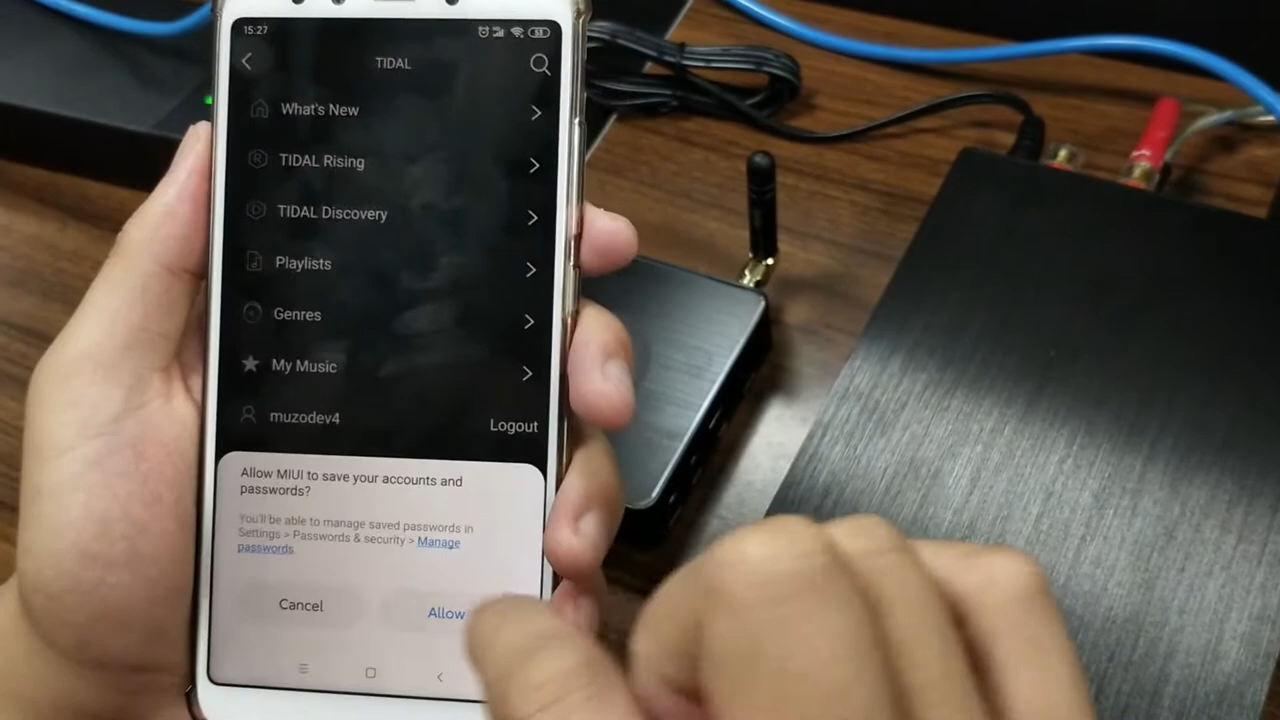 15:27
53
TIDAL
What's New
TIDAL Rising
TIDAL Discovery
Playlists
Genres
My Music
muzodev4
Logout
Allow MIUI to save your accounts and
passwords?
You'll be able to manage saved passwords in
Settings > Passwords & security > Manage
passwords
Cancel
Allow